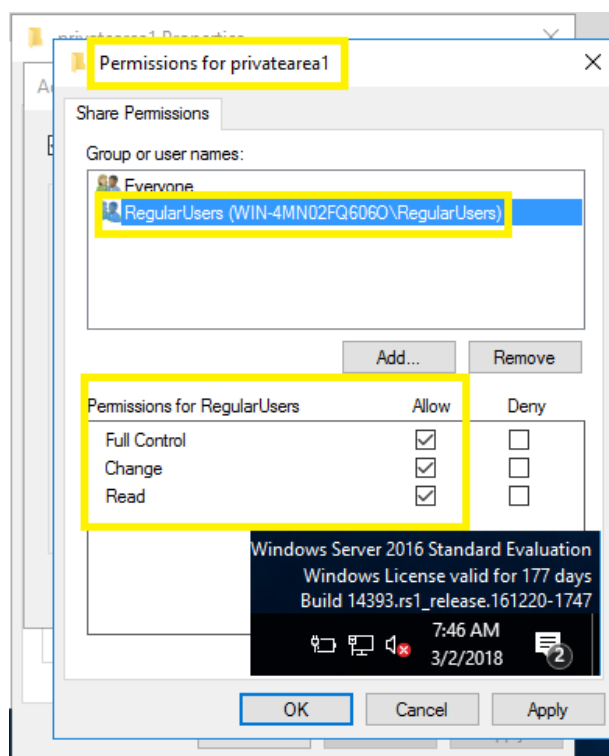 privatearea1 Properties
Permissions for privatearea1
Share Permissions
Group or user names:
Everyone
RegularUsers (WIN-4MN02FQ606O\RegularUsers)
Add... Remove
Permissions for RegularUsers Allow Deny
Full Control
Change
Read
Windows Server 2016 Standard Evaluation
Windows License valid for 177 days
Build 14393.rs1_release.161220-1747
7:46 AM
3/2/2018
2
OK Cancel Apply